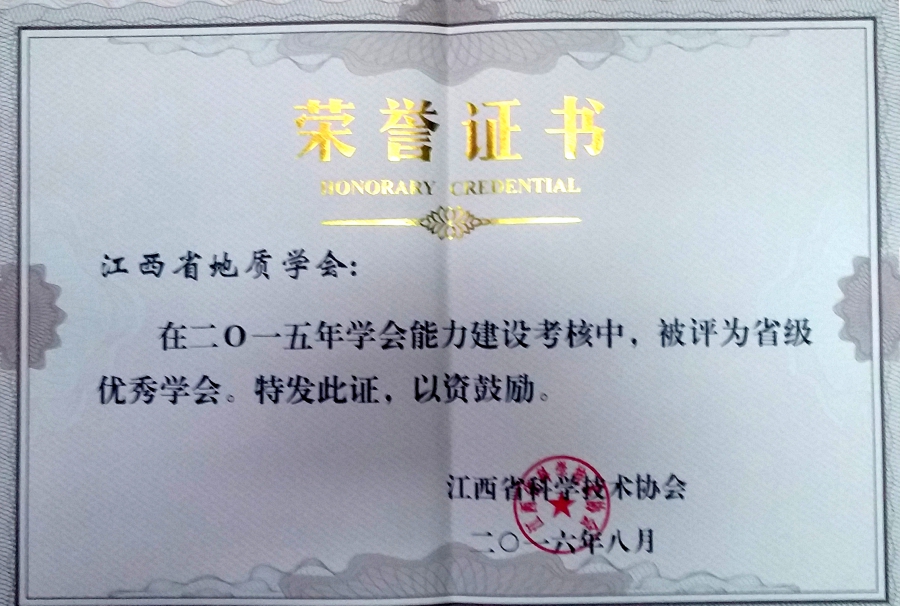 荣誉证书
HONORARY CREDENTIAL
江西省地质学会：
在二〇一五年学会能力建设考核中，被评为省级
优秀学会。特发此证，以资鼓励。
江西省科学技术协会
二〇一六年八月